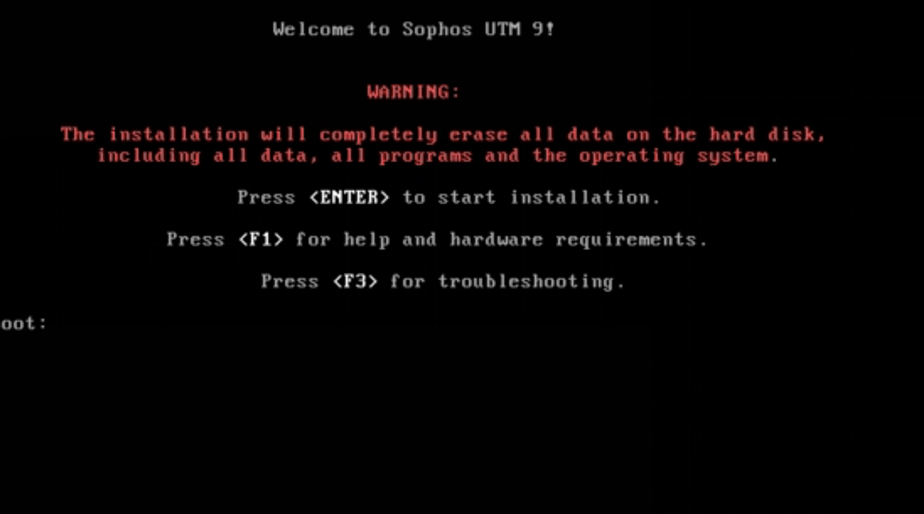 Welcome to Sophos UTM 9!
WARNING:
The installation will completely erase all data on the hard disk,
including all data, all programs and the operating system.
Press <ENTER> to start installation.
Press <F1> for help and hardware requirements.
Press <F3> for troubleshooting.
oot: